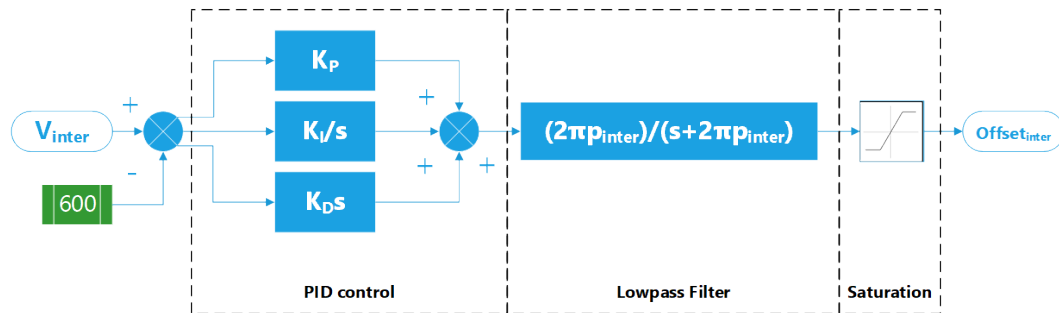 K_P
+
+
V_inter
K_I/s
(2πp_inter)/(s+2πp_inter)
Offset_inter
-
+
+
600
K_Ds
PID control
Lowpass Filter
Saturation